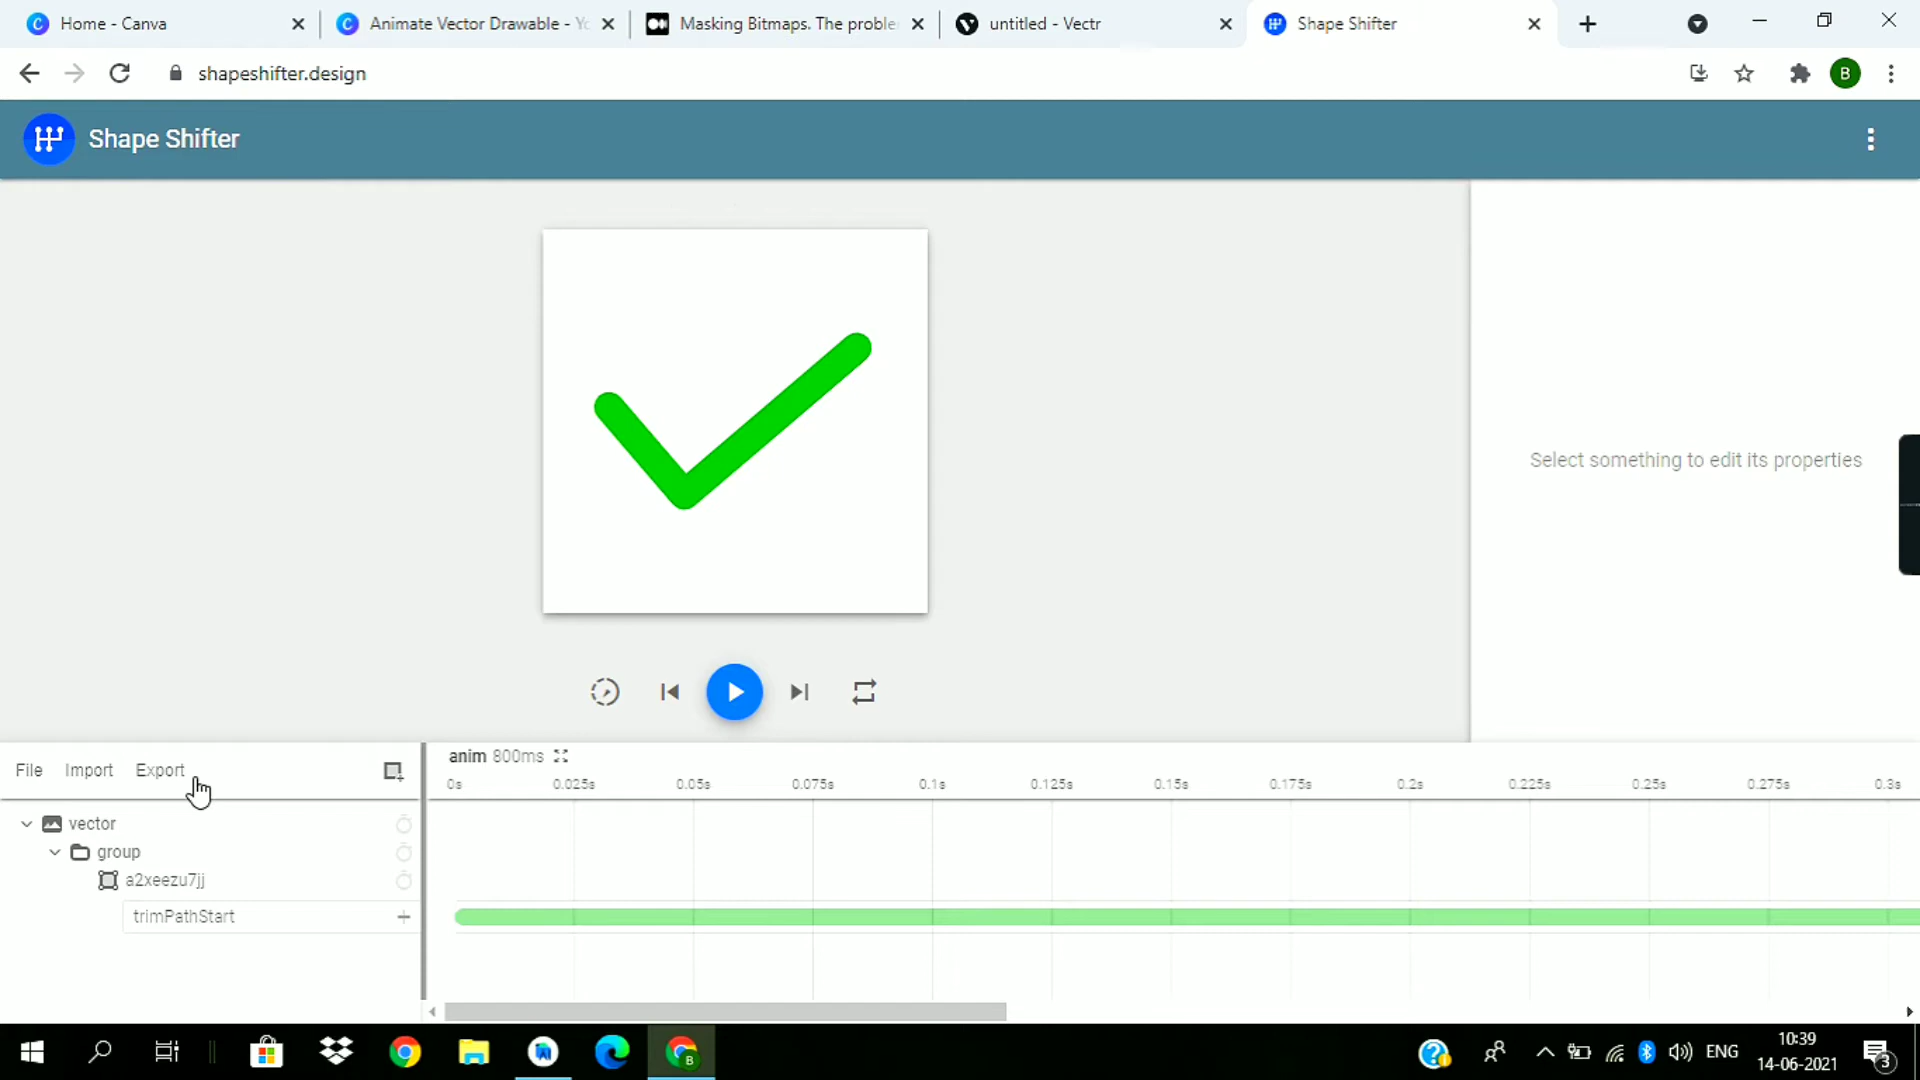 Home - Canva
Animate Vector Drawable - Yo
Masking Bitmaps. The proble
untitled - Vectr
Shape Shifter
shapeshifter.design
B
Shape Shifter
Select something to edit its properties
File Import Export
anim 800ms
0s 0.025s 0.05s 0.075s 0.1s 0.125s 0.15s 0.175s 0.2s 0.225s 0.25s 0.275s 0.3s
vector
group
a2xeezu7jj
trimPathStart
ENG
10:39
14-06-2021
3